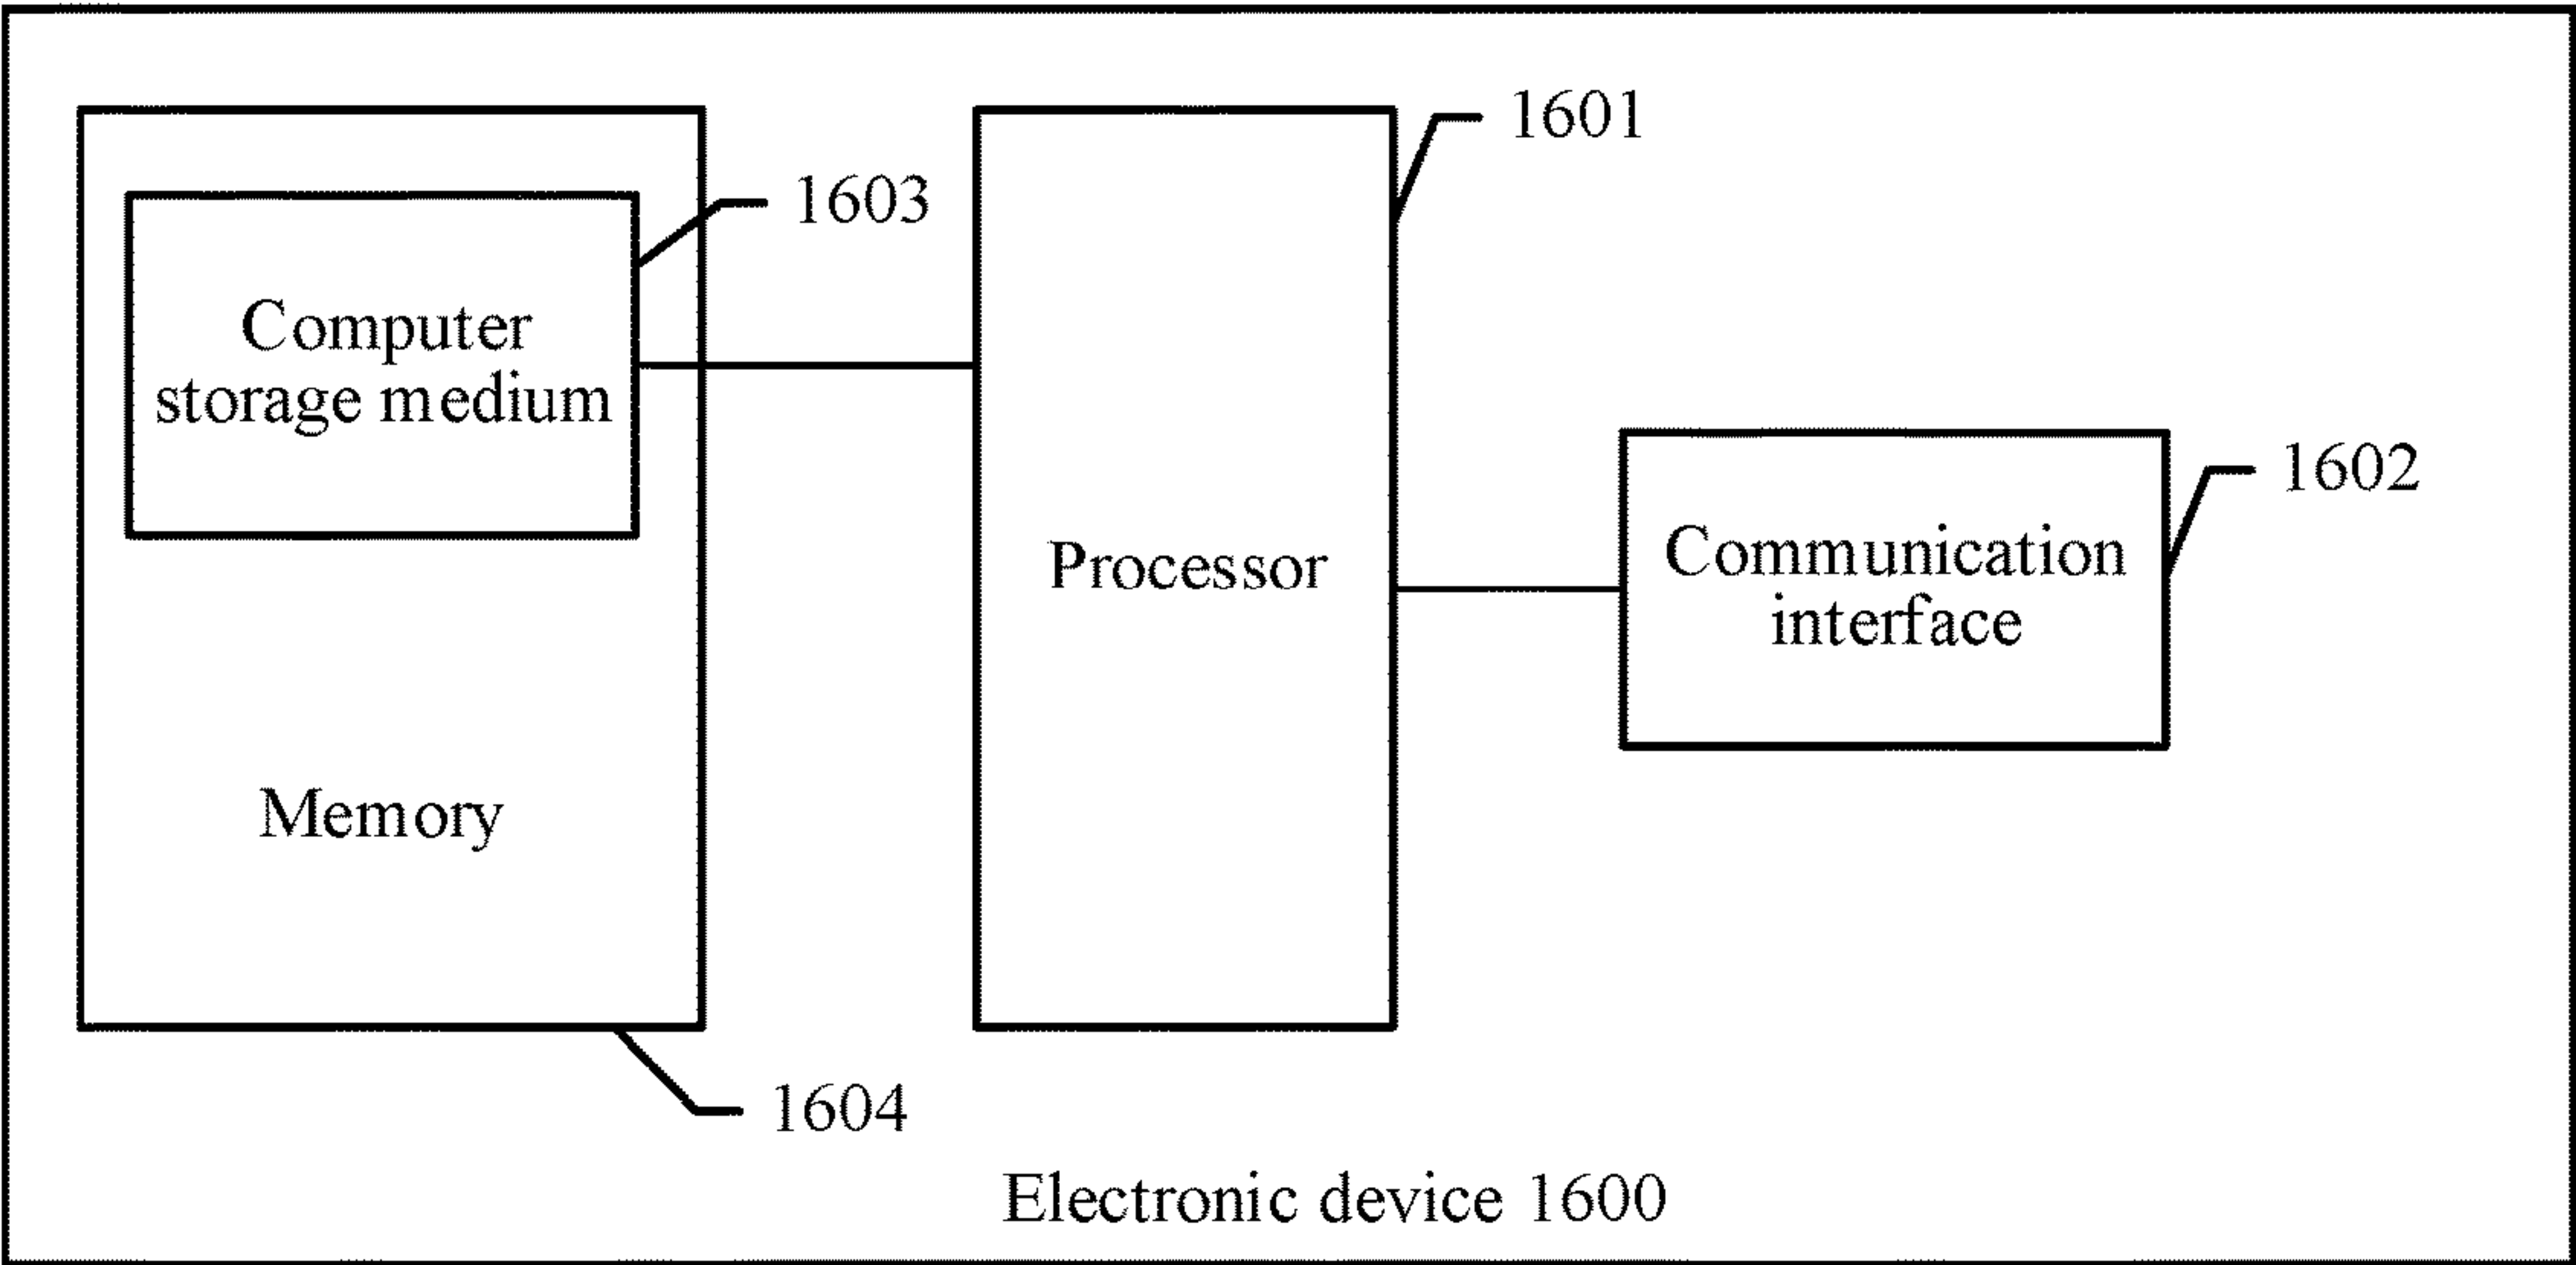 1601
1603
Computer
storage medium
1602
Processor
Communication
interface
Memory
1604
Electronic device 1600